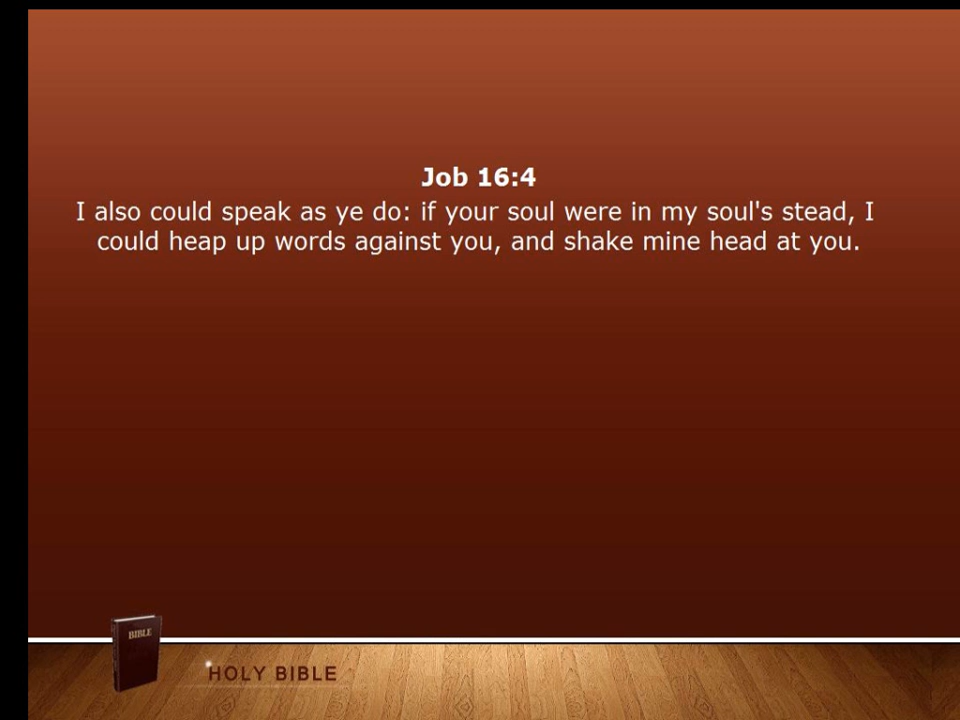 Job 16:4
I also could speak as ye do: if your soul were in my soul's stead, I
could heap up words against you, and shake mine head at you.
BIBLE
HOLY BIBLE